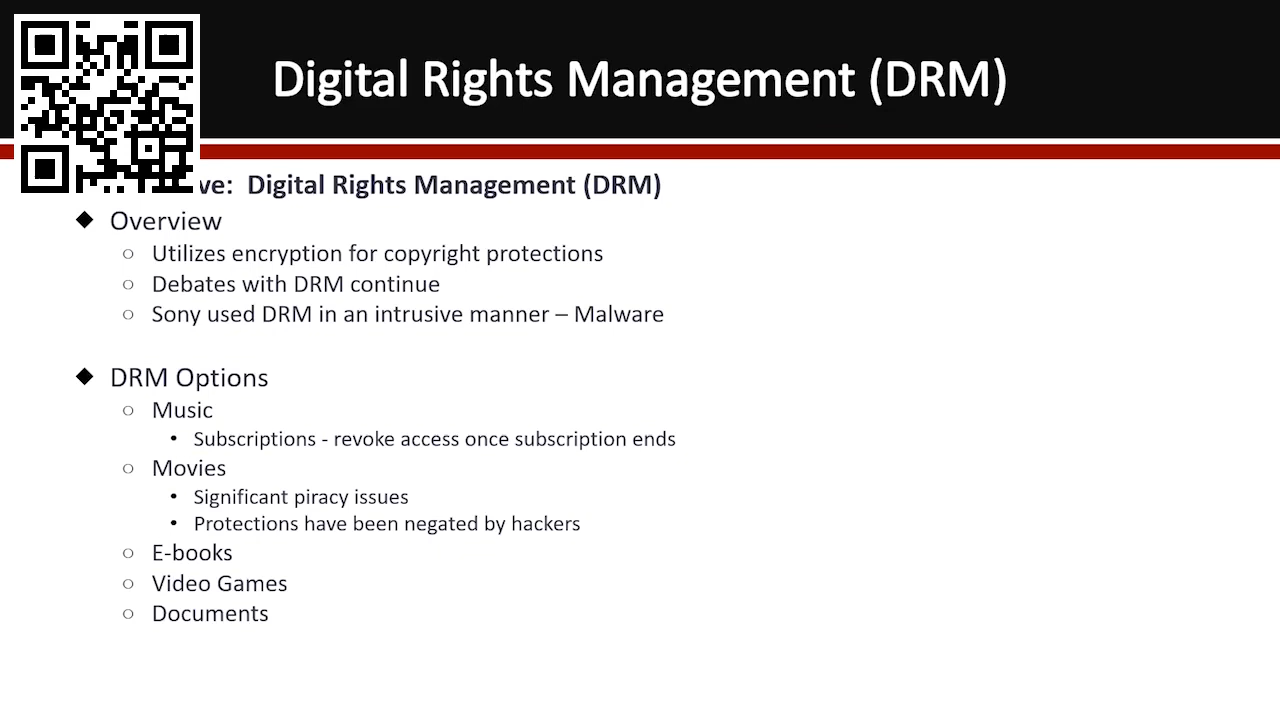 Digital Rights Management (DRM)
ve: Digital Rights Management (DRM)
◆ Overview
○ Utilizes encryption for copyright protections
○ Debates with DRM continue
○ Sony used DRM in an intrusive manner – Malware
◆ DRM Options
○ Music
• Subscriptions - revoke access once subscription ends
○ Movies
• Significant piracy issues
• Protections have been negated by hackers
○ E-books
○ Video Games
○ Documents